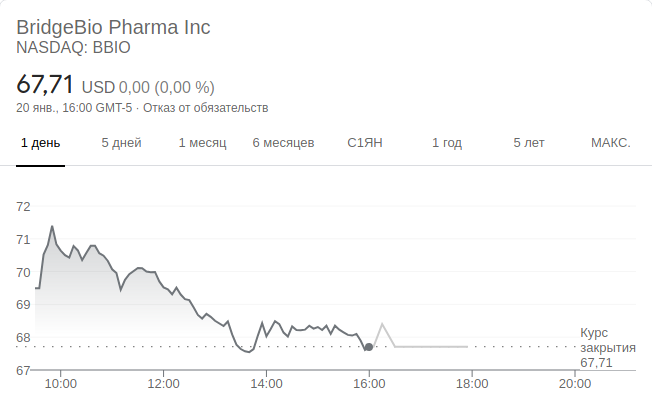 BridgeBio Pharma Inc
NASDAQ: BBIO
67,71 USD 0,00 (0,00 %)
20 янв., 16:00 GMT-5 · Отказ от обязательств
1 день 5 дней 1 месяц 6 месяцев С1ЯН 1 год 5 лет МАКС.
72
71
70
69
68
Курс
закрытия
67,71
67
10:00 12:00 14:00 16:00 18:00 20:00